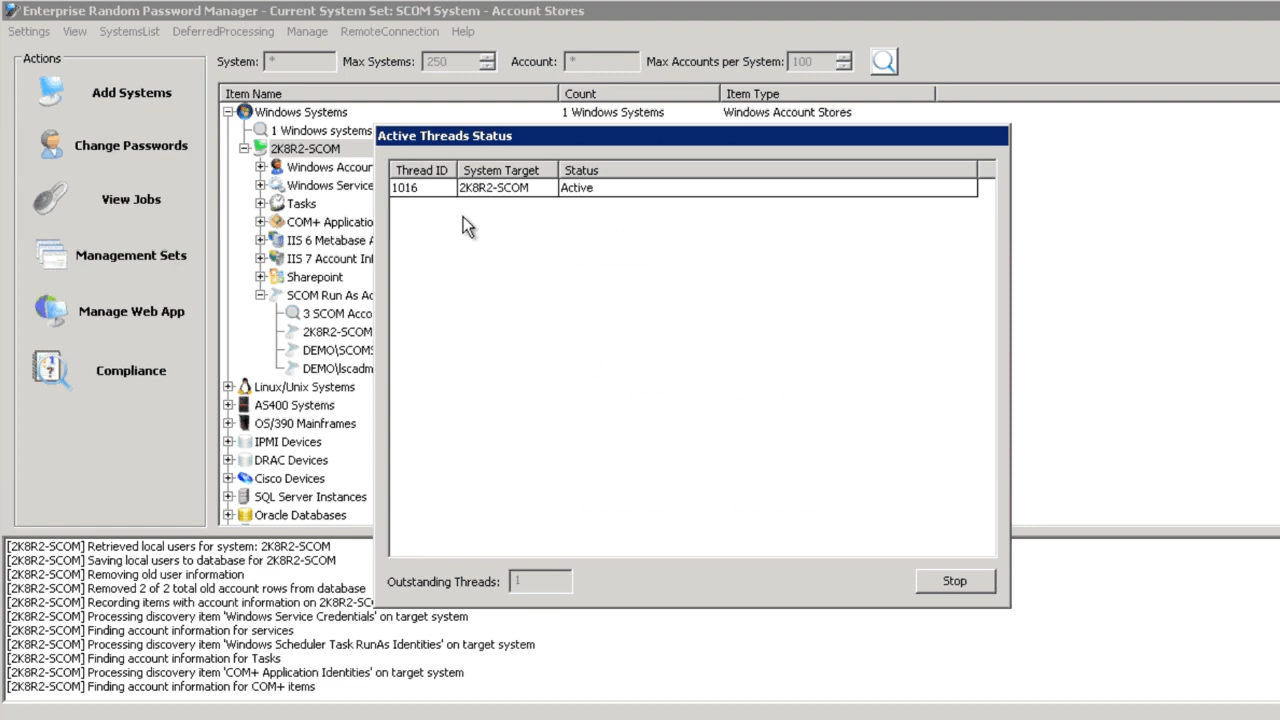 Enterprise Random Password Manager - Current System Set: SCOM System - Account Stores
Settings View SystemsList DeferredProcessing Manage RemoteConnection Help
Actions
Add Systems
Change Passwords
View Jobs
Management Sets
Manage Web App
Compliance
System: * Max Systems: 250 Account: * Max Accounts per System: 100
Item Name Count Item Type
Windows Systems 1 Windows Systems Windows Account Stores
1 Windows systems
2K8R2-SCOM
Windows Accour
Windows Service
Tasks
COM+ Applicatio
IIS 6 Metabase A
IIS 7 Account Inf
Sharepoint
SCOM Run As Ac
3 SCOM Acco
2K8R2-SCOM
DEMO\SCOMS
DEMO\lscadm
Linux/Unix Systems
AS400 Systems
OS/390 Mainframes
IPMI Devices
DRAC Devices
Cisco Devices
SQL Server Instances
Oracle Databases
Active Threads Status
Thread ID System Target Status
1016 2K8R2-SCOM Active
Outstanding Threads: 1
Stop
[2K8R2-SCOM] Retrieved local users for system: 2K8R2-SCOM
[2K8R2-SCOM] Saving local users to database for 2K8R2-SCOM
[2K8R2-SCOM] Removing old user information
[2K8R2-SCOM] Removed 2 of 2 total old account rows from database
[2K8R2-SCOM] Recording items with account information on 2K8R2-SC
[2K8R2-SCOM] Processing discovery item 'Windows Service Credentials' on target system
[2K8R2-SCOM] Finding account information for services
[2K8R2-SCOM] Processing discovery item 'Windows Scheduler Task RunAs Identities' on target system
[2K8R2-SCOM] Finding account information for Tasks
[2K8R2-SCOM] Processing discovery item 'COM+ Application Identities' on target system
[2K8R2-SCOM] Finding account information for COM+ items